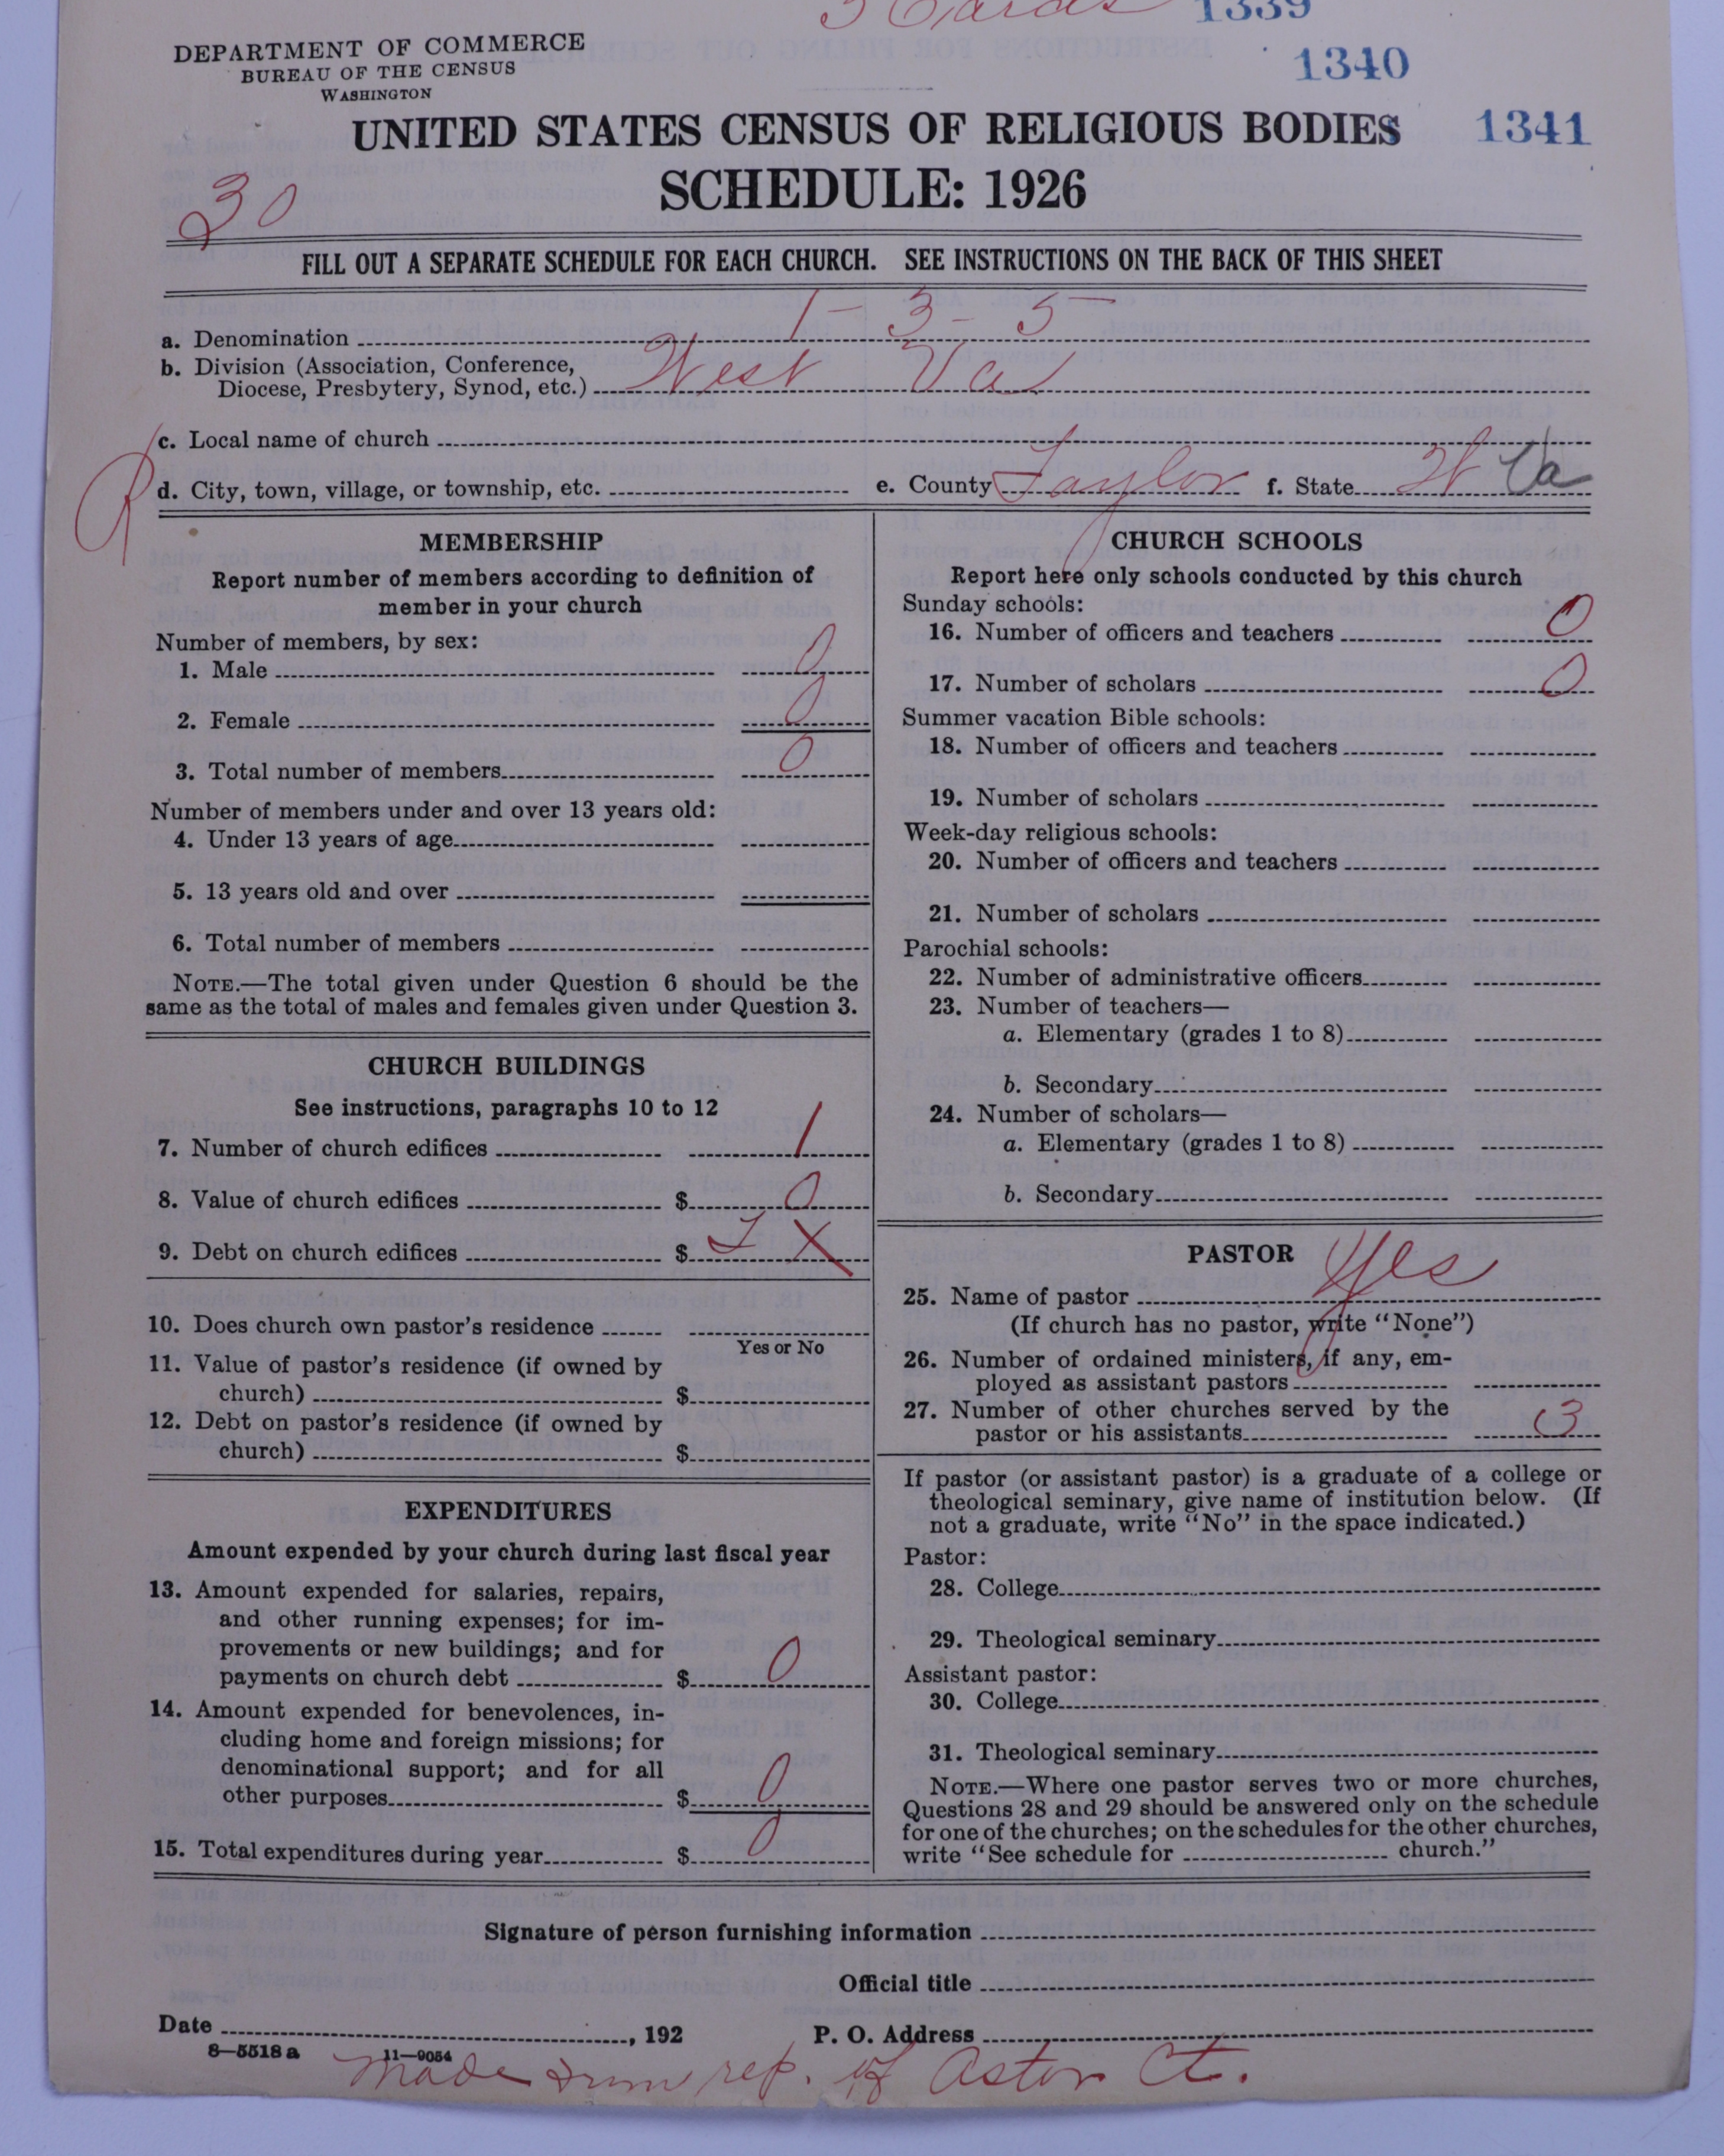 3 Cards 1339
DEPARTMENT OF COMMERCE
BUREAU OF THE CENSUS
WASHINGTON
1340
UNITED STATES CENSUS OF RELIGIOUS BODIES 1341
SCHEDULE: 1926
30
FILL OUT A SEPARATE SCHEDULE FOR EACH CHURCH. SEE INSTRUCTIONS ON THE BACK OF THIS SHEET
a. Denomination 1 - 3 - 5
b. Division (Association, Conference,
Diocese, Presbytery, Synod, etc.) West Va
c. Local name of church
R
d. City, town, village, or township, etc. e. County Taylor f. State W Va
MEMBERSHIP
Report number of members according to definition of
member in your church
Number of members, by sex:
1. Male 0
2. Female 0
3. Total number of members 0
Number of members under and over 13 years old:
4. Under 13 years of age
5. 13 years old and over
6. Total number of members
NOTE.—The total given under Question 6 should be the
same as the total of males and females given under Question 3.
CHURCH BUILDINGS
See instructions, paragraphs 10 to 12
7. Number of church edifices 1
8. Value of church edifices $ 0
9. Debt on church edifices $ X
10. Does church own pastor's residence
Yes or No
11. Value of pastor's residence (if owned by
church) $
12. Debt on pastor's residence (if owned by
church) $
EXPENDITURES
Amount expended by your church during last fiscal year
13. Amount expended for salaries, repairs,
and other running expenses; for im-
provements or new buildings; and for
payments on church debt $ 0
14. Amount expended for benevolences, in-
cluding home and foreign missions; for
denominational support; and for all
other purposes $ 0
15. Total expenditures during year $ 0
CHURCH SCHOOLS
Report here only schools conducted by this church
Sunday schools:
16. Number of officers and teachers 0
17. Number of scholars 0
Summer vacation Bible schools:
18. Number of officers and teachers
19. Number of scholars
Week-day religious schools:
20. Number of officers and teachers
21. Number of scholars
Parochial schools:
22. Number of administrative officers
23. Number of teachers—
a. Elementary (grades 1 to 8)
b. Secondary
24. Number of scholars—
a. Elementary (grades 1 to 8)
b. Secondary
PASTOR
25. Name of pastor Yes
(If church has no pastor, write "None")
26. Number of ordained ministers, if any, em-
ployed as assistant pastors
27. Number of other churches served by the
pastor or his assistants 3
If pastor (or assistant pastor) is a graduate of a college or
theological seminary, give name of institution below. (If
not a graduate, write "No" in the space indicated.)
Pastor:
28. College
29. Theological seminary
Assistant pastor:
30. College
31. Theological seminary
NOTE.—Where one pastor serves two or more churches,
Questions 28 and 29 should be answered only on the schedule
for one of the churches; on the schedules for the other churches,
write "See schedule for church."
Signature of person furnishing information
Official title
Date , 192 P. O. Address
8—5518 a 11—9054
Made from rep. of Aston Ct.